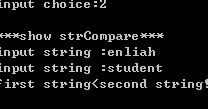 input choice:2
***show strCompare***
input string :enliah
input string :student
first string<second string!